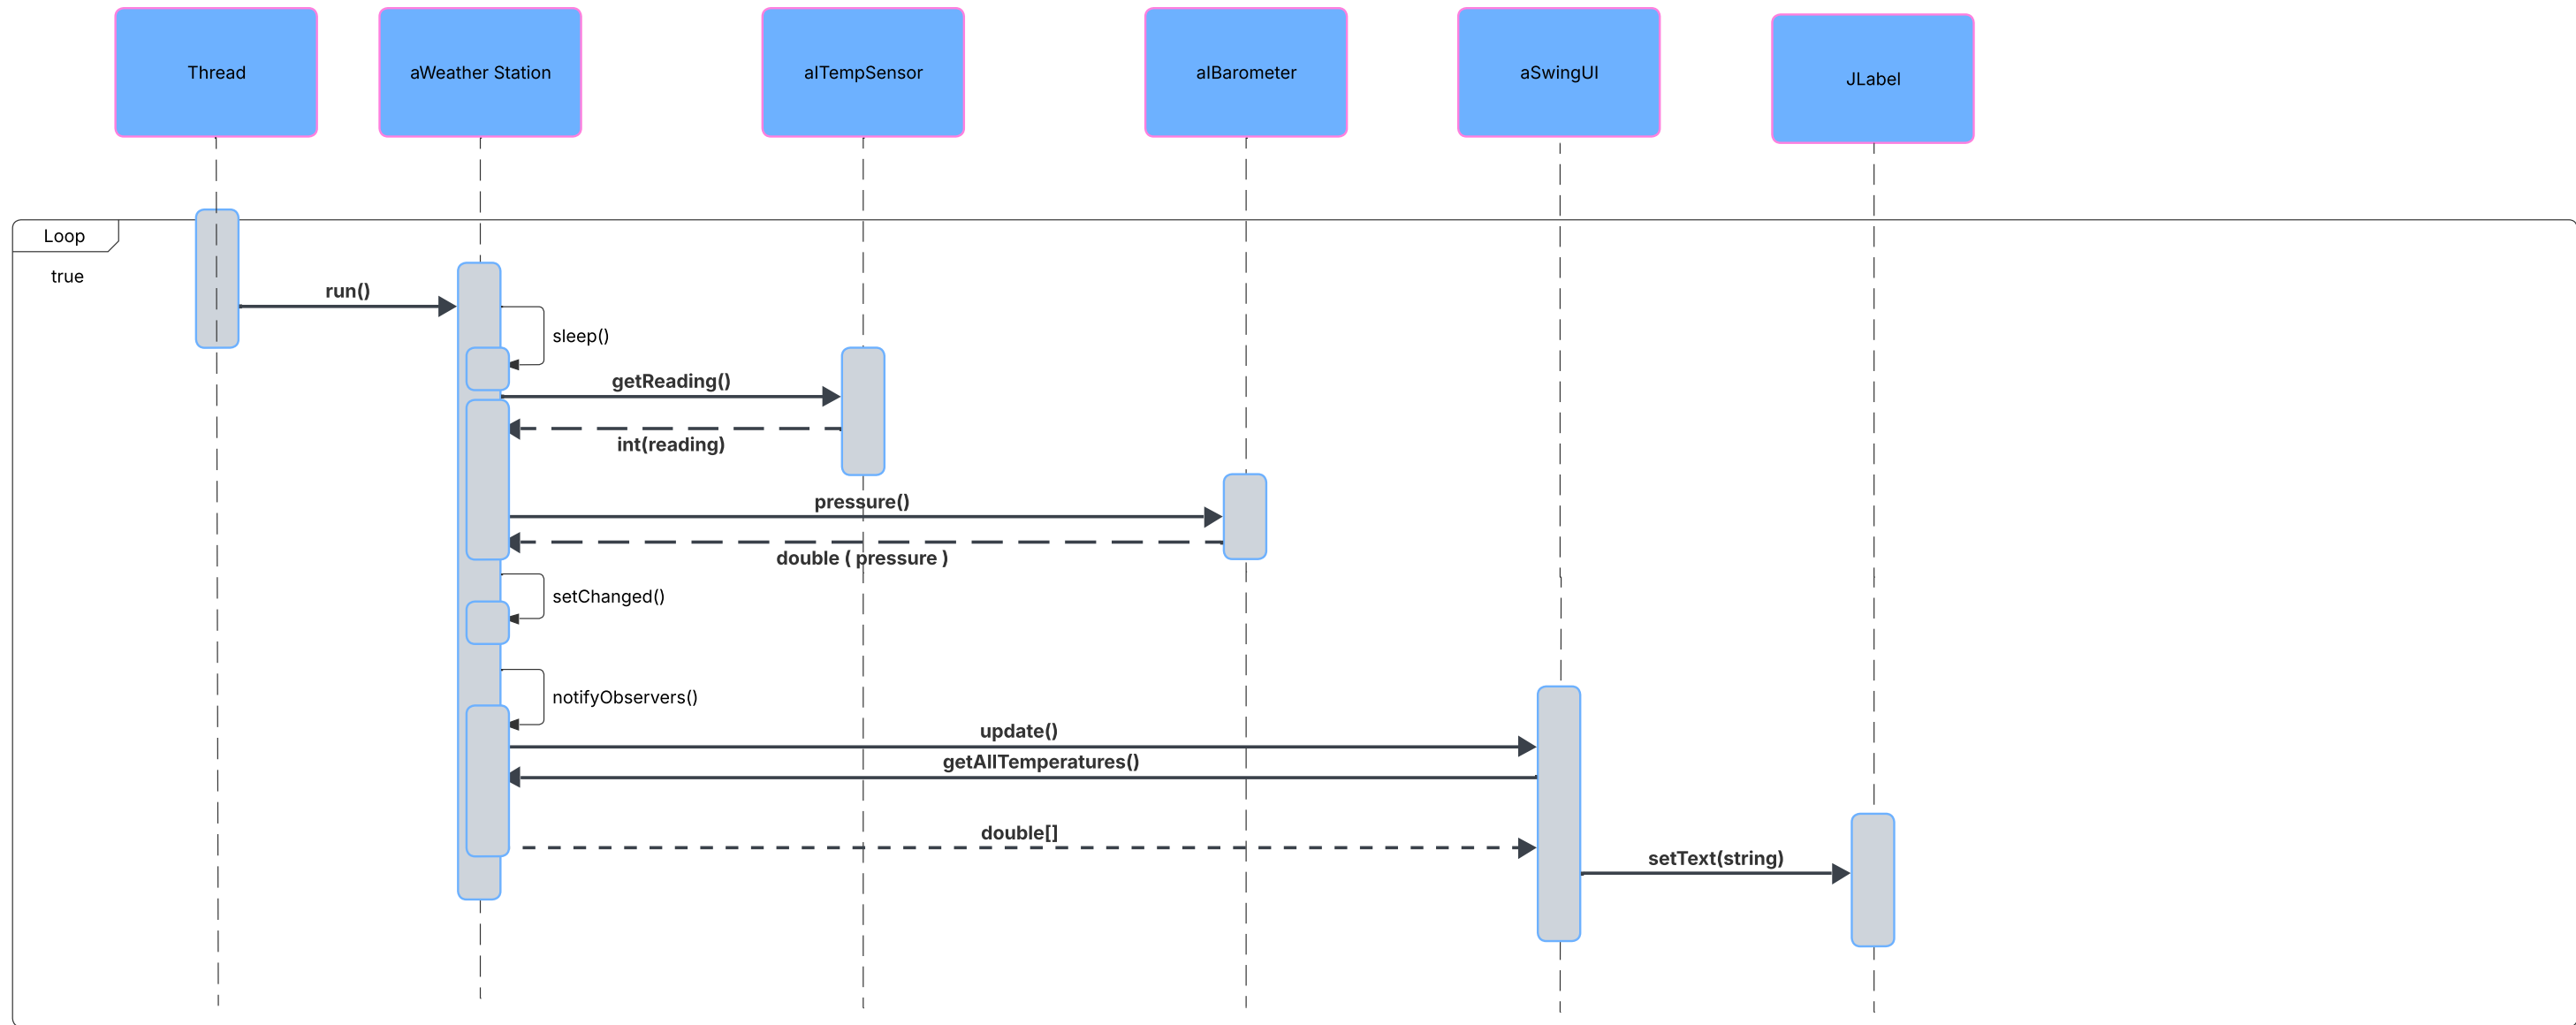 Thread
aWeather Station
aITempSensor
aIBarometer
aSwingUI
JLabel
Loop
true
run()
sleep()
getReading()
int(reading)
pressure()
double ( pressure )
setChanged()
notifyObservers()
update()
getAllTemperatures()
double[]
setText(string)